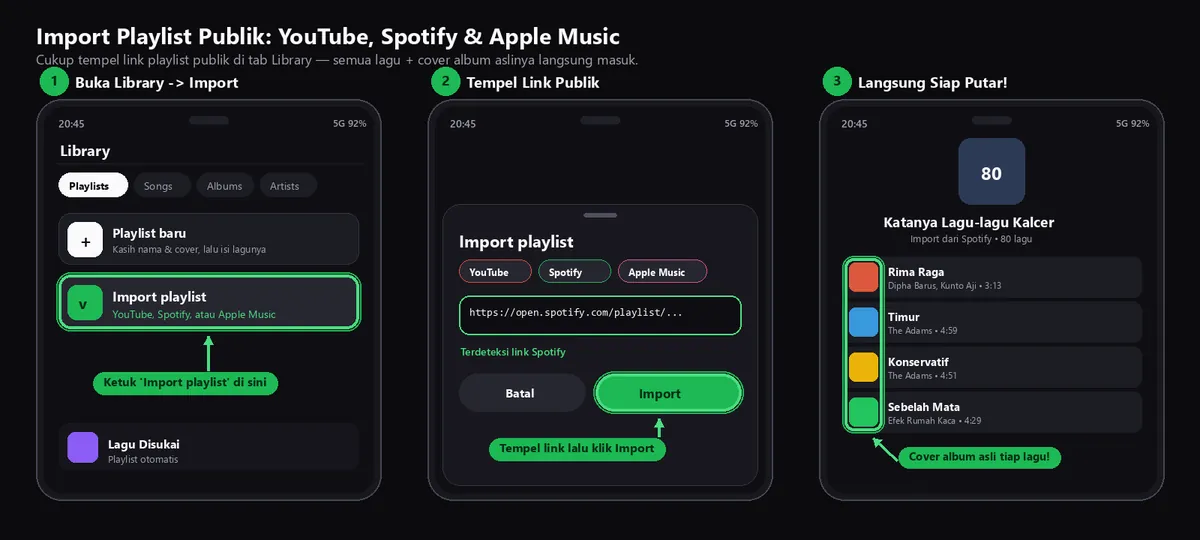 Import Playlist Publik: YouTube, Spotify & Apple Music
Cukup tempel link playlist publik di tab Library — semua lagu + cover album aslinya langsung masuk.
1 Buka Library -> Import
20:45 5G 92%
Library
Playlists Songs Albums Artists
+ Playlist baru
Kasih nama & cover, lalu isi lagunya
v Import playlist
YouTube, Spotify, atau Apple Music
Ketuk 'Import playlist' di sini
Lagu Disukai
Playlist otomatis
2 Tempel Link Publik
20:45 5G 92%
Import playlist
YouTube Spotify Apple Music
https://open.spotify.com/playlist/...
Terdeteksi link Spotify
Batal Import
Tempel link lalu klik Import
3 Langsung Siap Putar!
20:45 5G 92%
80
Katanya Lagu-lagu Kalcer
Import dari Spotify • 80 lagu
Rima Raga
Dipha Barus, Kunto Aji • 3:13
Timur
The Adams • 4:59
Konservatif
The Adams • 4:51
Sebelah Mata
Efek Rumah Kaca • 4:29
Cover album asli tiap lagu!